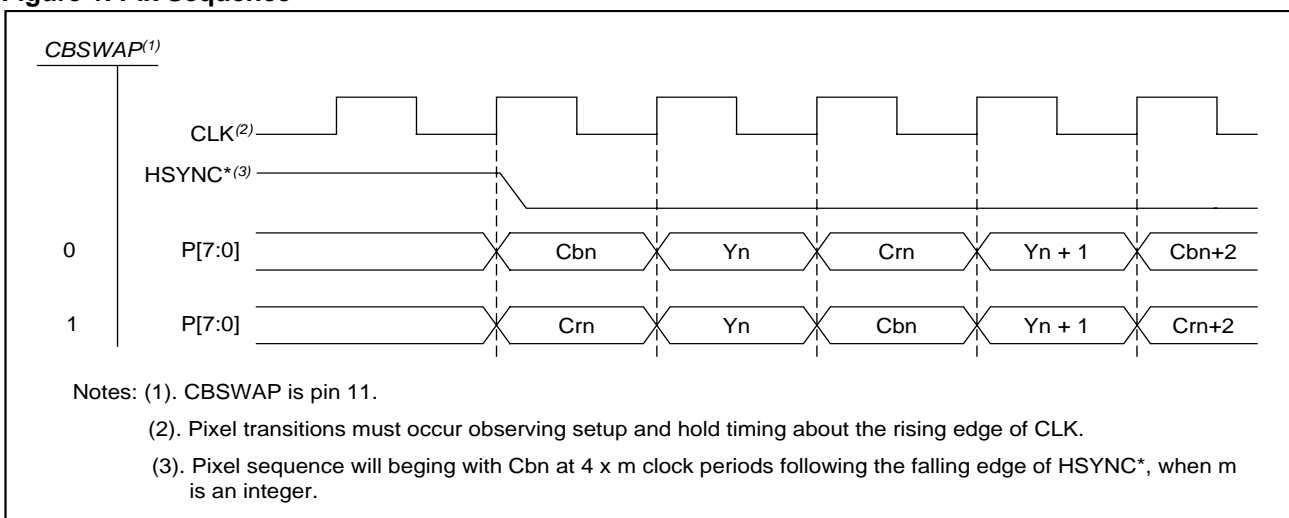 Sequence
CBSWAP(1)
CLK(2)
HSYNC*(3)
0 P[7:0] Cbn Yn Crn Yn + 1 Cbn+2
1 P[7:0] Crn Yn Cbn Yn + 1 Crn+2
Notes: (1). CBSWAP is pin 11.
(2). Pixel transitions must occur observing setup and hold timing about the rising edge of CLK.
(3). Pixel sequence will beging with Cbn at 4 x m clock periods following the falling edge of HSYNC*, when m
is an integer.